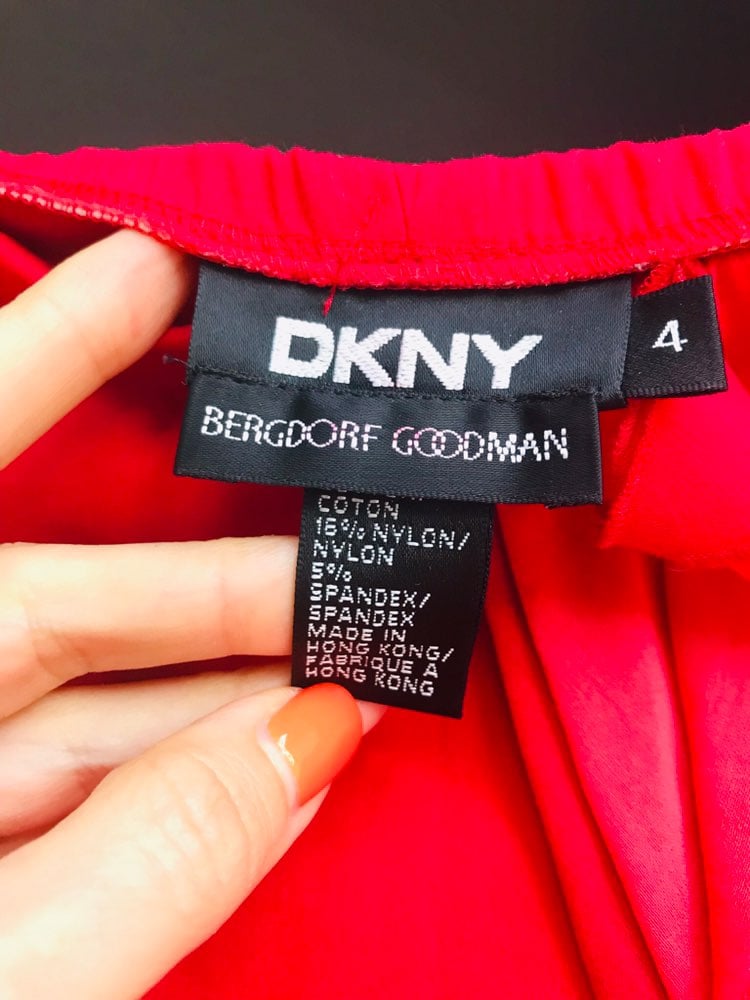 DKNY
4
BERGDORF GOODMAN
COTON
16% NYLON/
NYLON
5%
SPANDEX/
SPANDEX
MADE IN
HONG KONG/
FABRIQUE A
HONG KONG